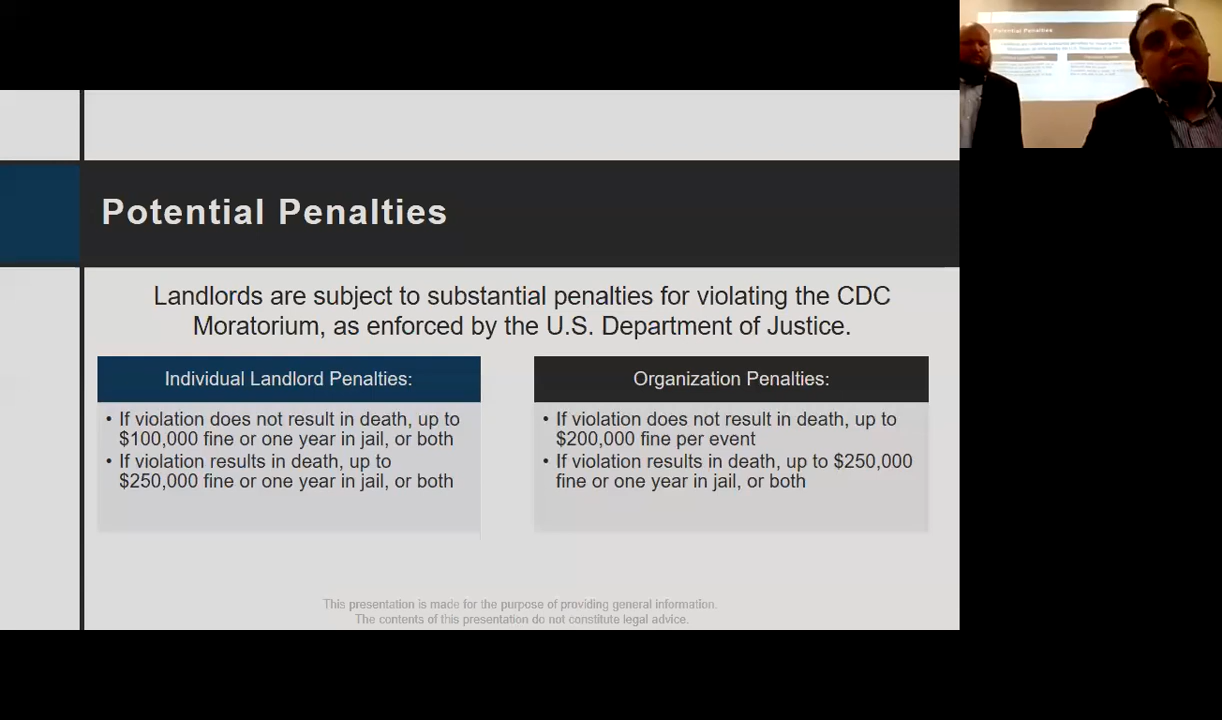 Potential Penalties
Landlords are subject to substantial penalties for violating the CDC
Moratorium, as enforced by the U.S. Department of Justice.
Individual Landlord Penalties:
• If violation does not result in death, up to
$100,000 fine or one year in jail, or both
• If violation results in death, up to
$250,000 fine or one year in jail, or both
Organization Penalties:
• If violation does not result in death, up to
$200,000 fine per event
• If violation results in death, up to $250,000
fine or one year in jail, or both
This presentation is made for the purpose of providing general information.
The contents of this presentation do not constitute legal advice.
Potential Penalties